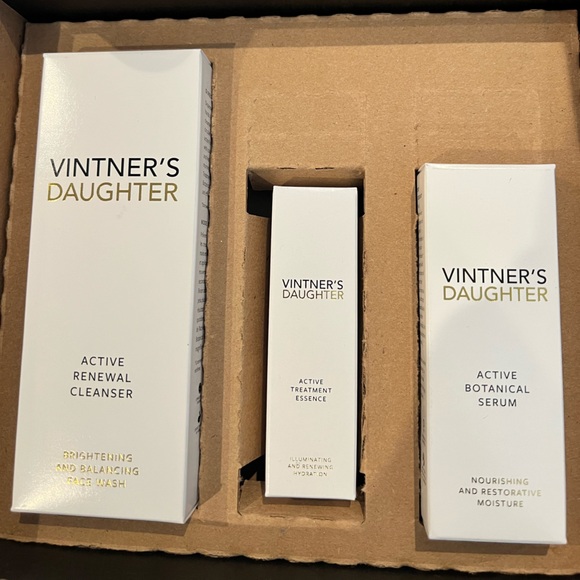 VINTNER'S
DAUGHTER
ACTIVE
RENEWAL
CLEANSER
BRIGHTENING
AND BALANCING
FACE WASH
VINTNER'S
DAUGHTER
ACTIVE
TREATMENT
ESSENCE
ILLUMINATING
AND RENEWING
HYDRATION
VINTNER'S
DAUGHTER
ACTIVE
BOTANICAL
SERUM
NOURISHING
AND RESTORATIVE
MOISTURE